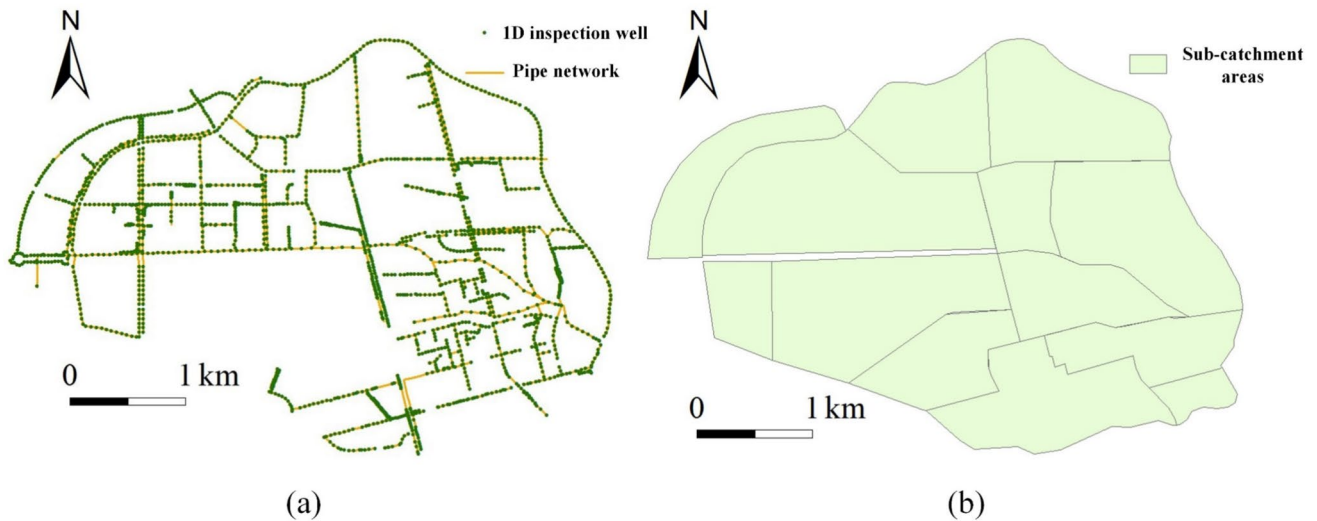 N
1D inspection well
Pipe network
0 1 km
(a)
N
Sub-catchment
areas
0 1 km
(b)